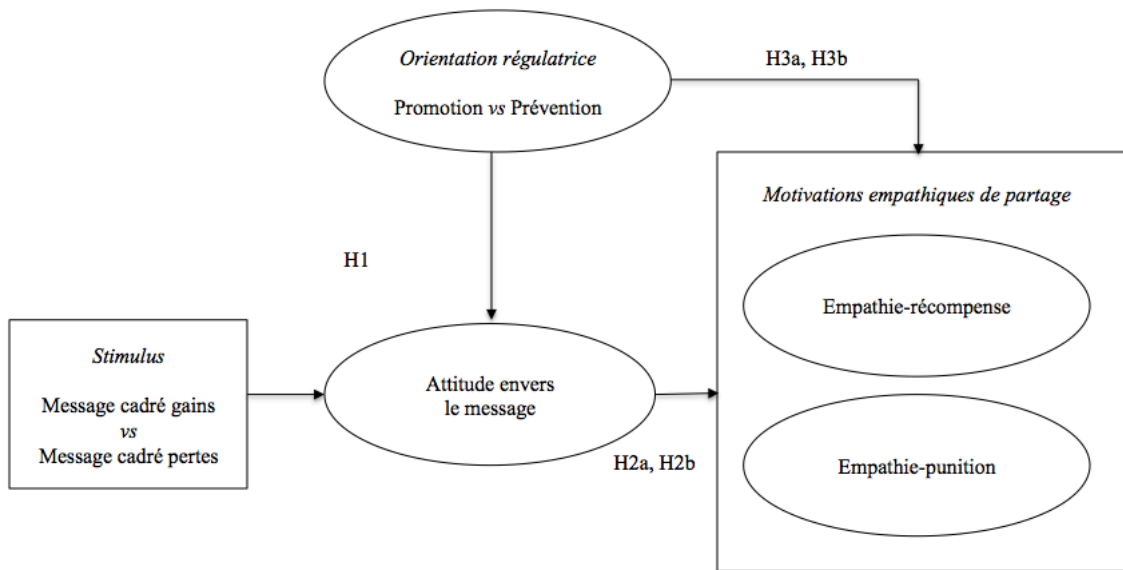 Orientation régulatrice
Promotion vs Prévention
H3a, H3b
Motivations empathiques de partage
H1
Empathie-récompense
Stimulus
Message cadré gains
vs
Message cadré pertes
Attitude envers
le message
H2a, H2b
Empathie-punition